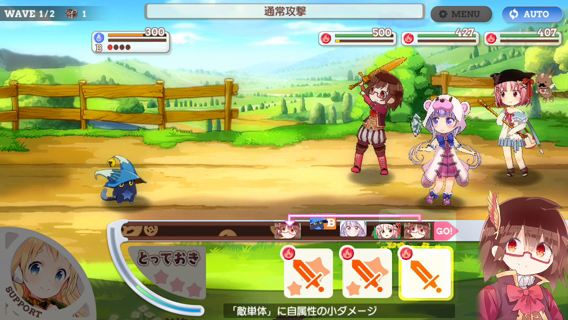 WAVE 1/2
1
通常攻撃
MENU
AUTO
300
B
500
427
407
B
GO!
とっておき
SUPPORT
「敵単体」に自属性の小ダメージ